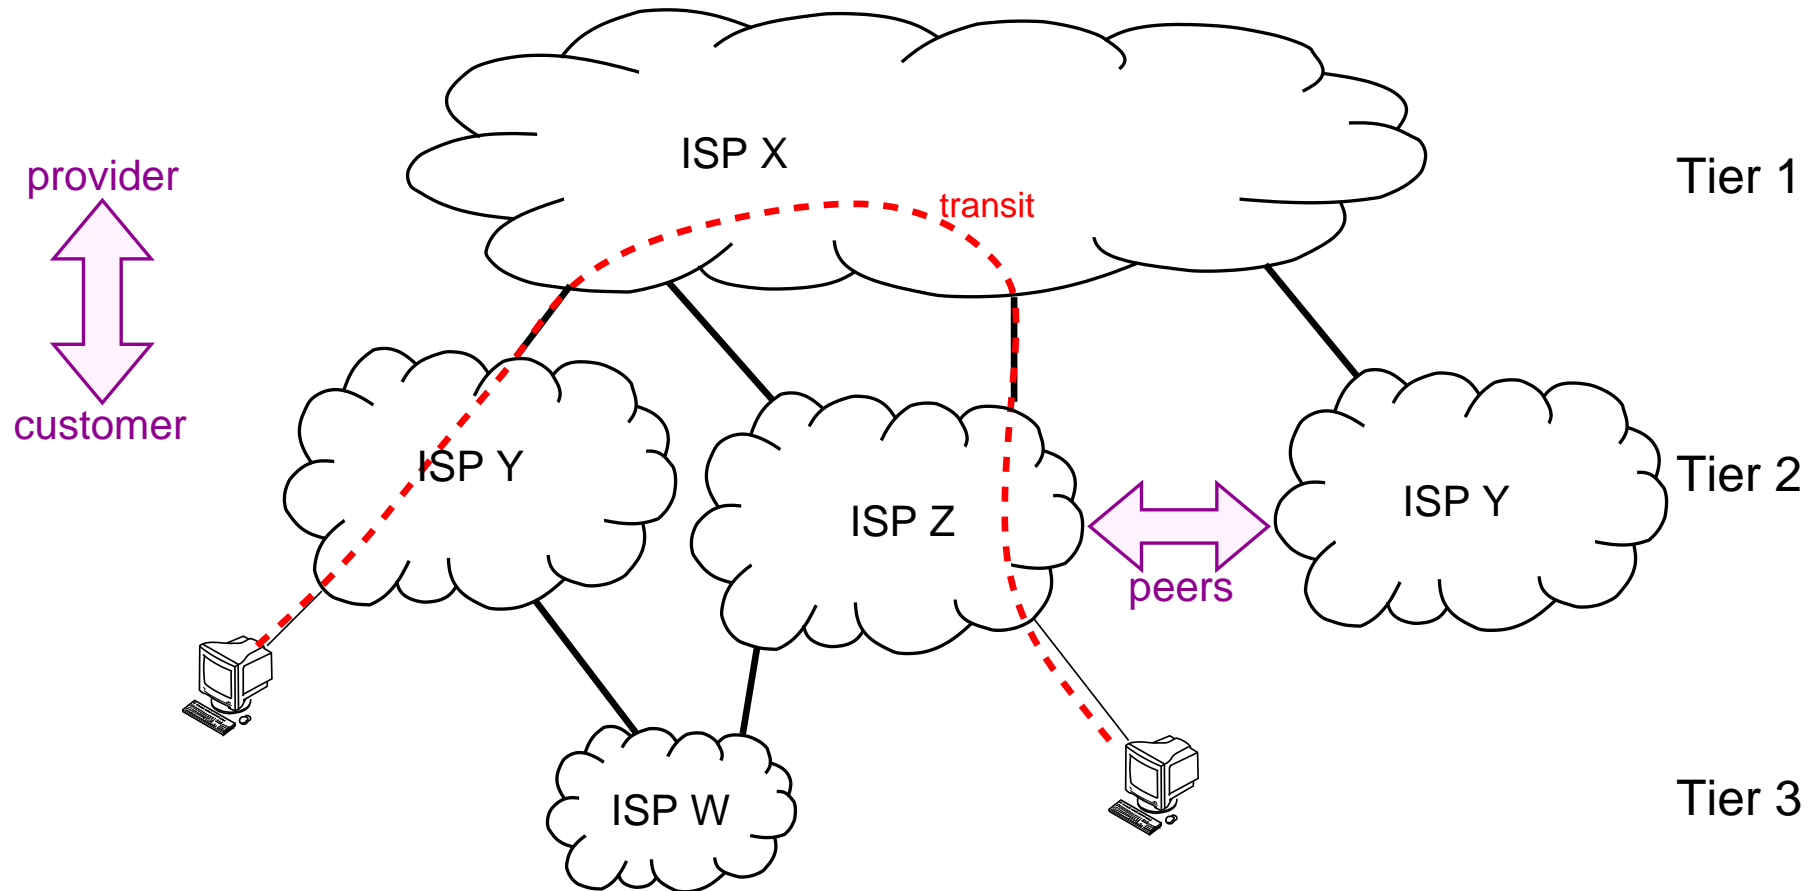 ISP X
provider
Tier 1
transit
customer
ISP Y
Tier 2
ISP Z
ISP Y
peers
ISP W
Tier 3